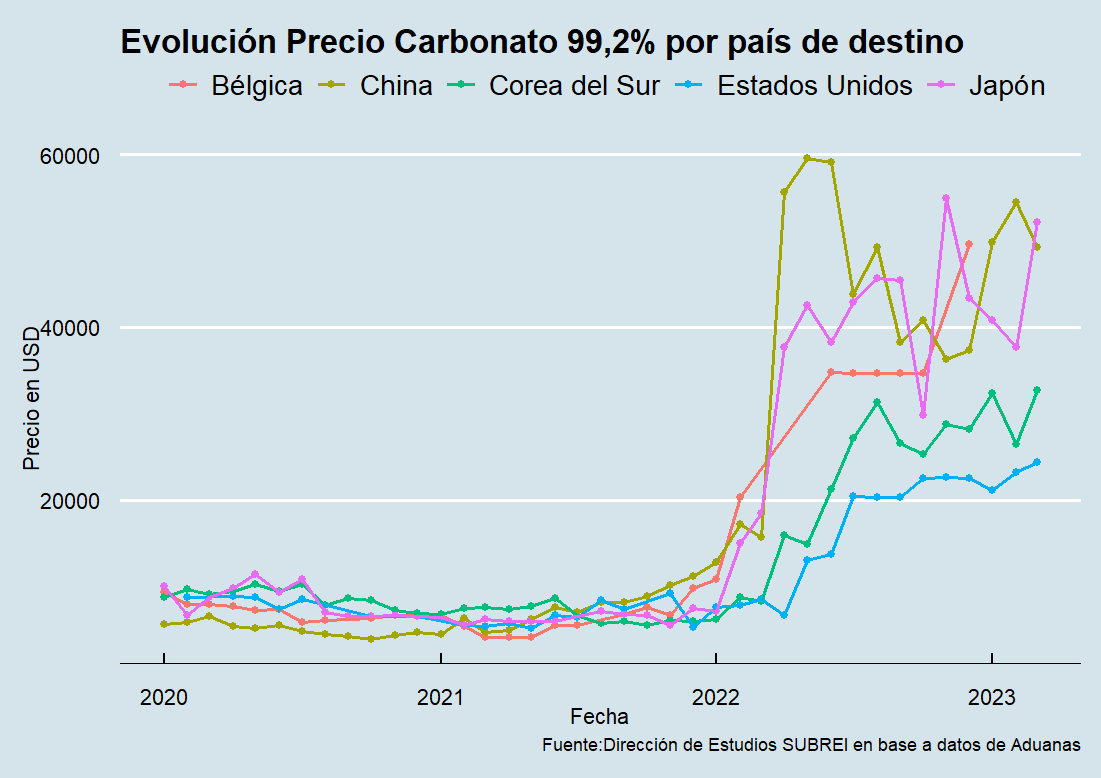 Evolución Precio Carbonato 99,2% por país de destino
Bélgica China Corea del Sur Estados Unidos Japón
60000
40000
20000
Precio en USD
2020 2021 2022 2023
Fecha
Fuente:Dirección de Estudios SUBREI en base a datos de Aduanas